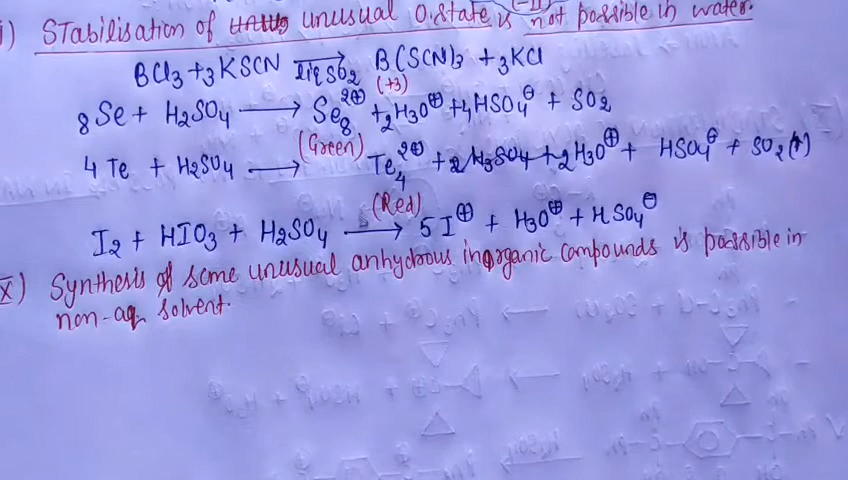 i) Stabilisation of unusual O.state is not possible in water.
BCl3 + 3KSCN → liq SO2 B(SCN)3 + 3KCl
(+3)
8Se + H2SO4 → Se8 2⊕ + 2H3O⊕ + 4HSO4⊖ + SO2
(Green)
4Te + H2SO4 → Te4 2⊕ + 2H3O⊕ + HSO4⊖ + SO2(↑)
(Red)
I2 + HIO3 + H2SO4 → 5I⊕ + H3O⊕ + HSO4⊖
X) Synthesis of some unusual anhydrous inorganic compounds is possible in
non-aq. solvent.